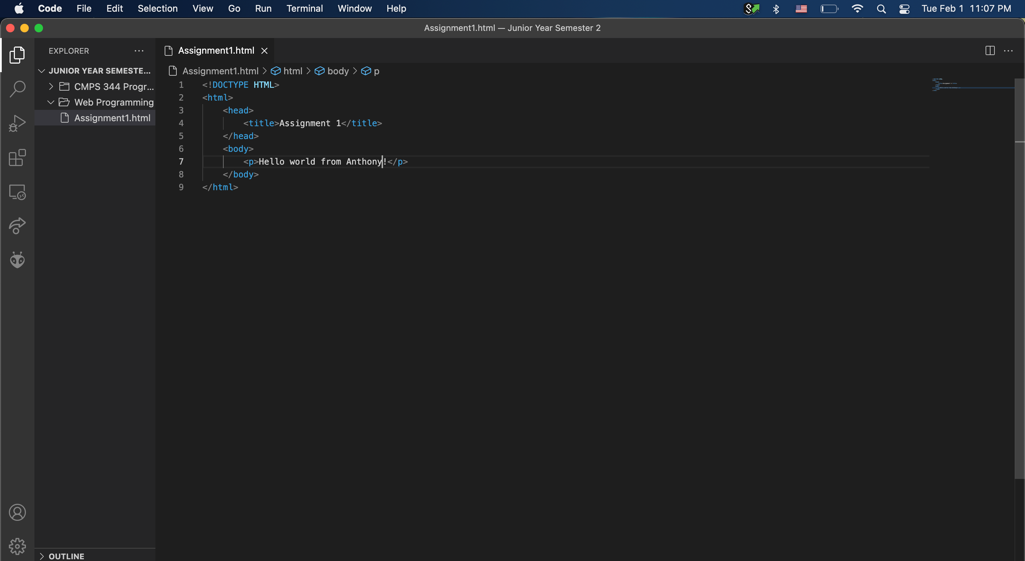 Code File Edit Selection View Go Run Terminal Window Help Tue Feb 1 11:07 PM
Assignment1.html — Junior Year Semester 2
EXPLORER
JUNIOR YEAR SEMESTE...
CMPS 344 Progr...
Web Programming
Assignment1.html
OUTLINE
Assignment1.html
Assignment1.html > html > body > p
1 <!DOCTYPE HTML>
2 <html>
3 <head>
4 <title>Assignment 1</title>
5 </head>
6 <body>
7 <p>Hello world from Anthony!</p>
8 </body>
9 </html>